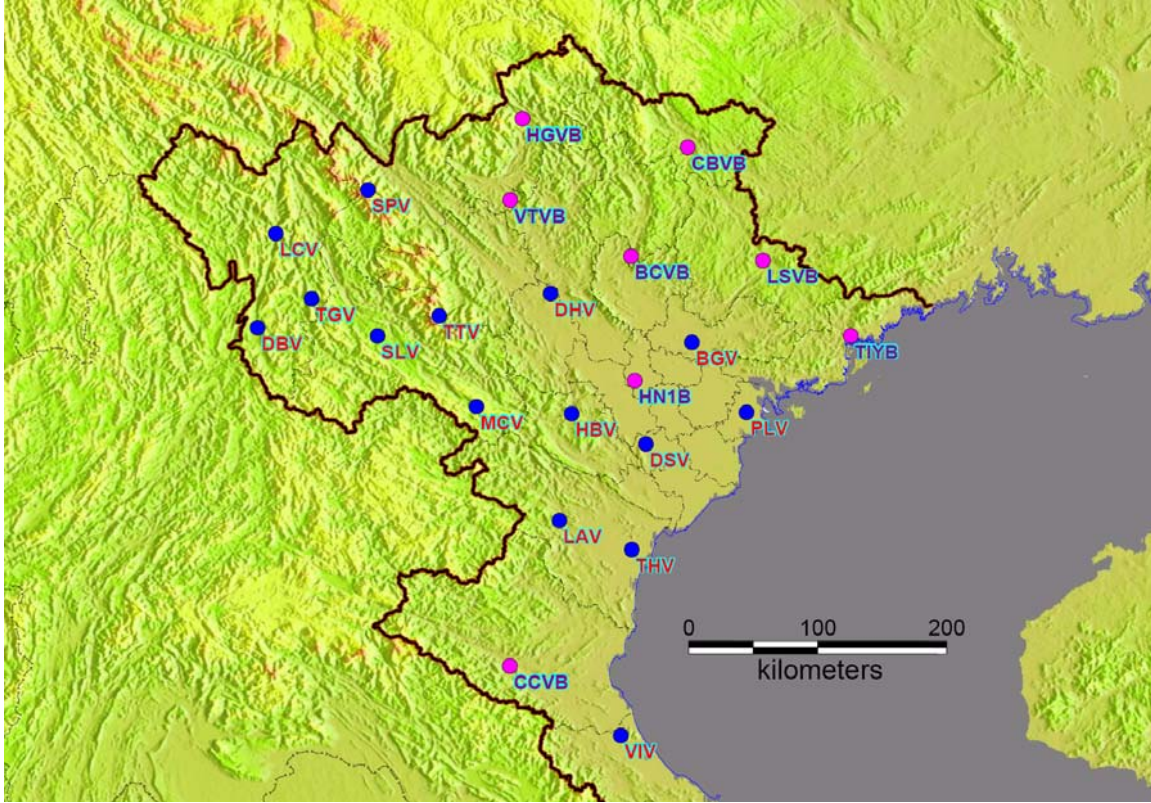 HGVB
CBVB
SPV
VTVB
LCV
BCVB
LSVB
TGV
DHV
DBV
SLV
TTV
BGV
TIYB
HN1B
MCV
HBV
PLV
DSV
LAV
THV
0 100 200
kilometers
CCVB
VIV